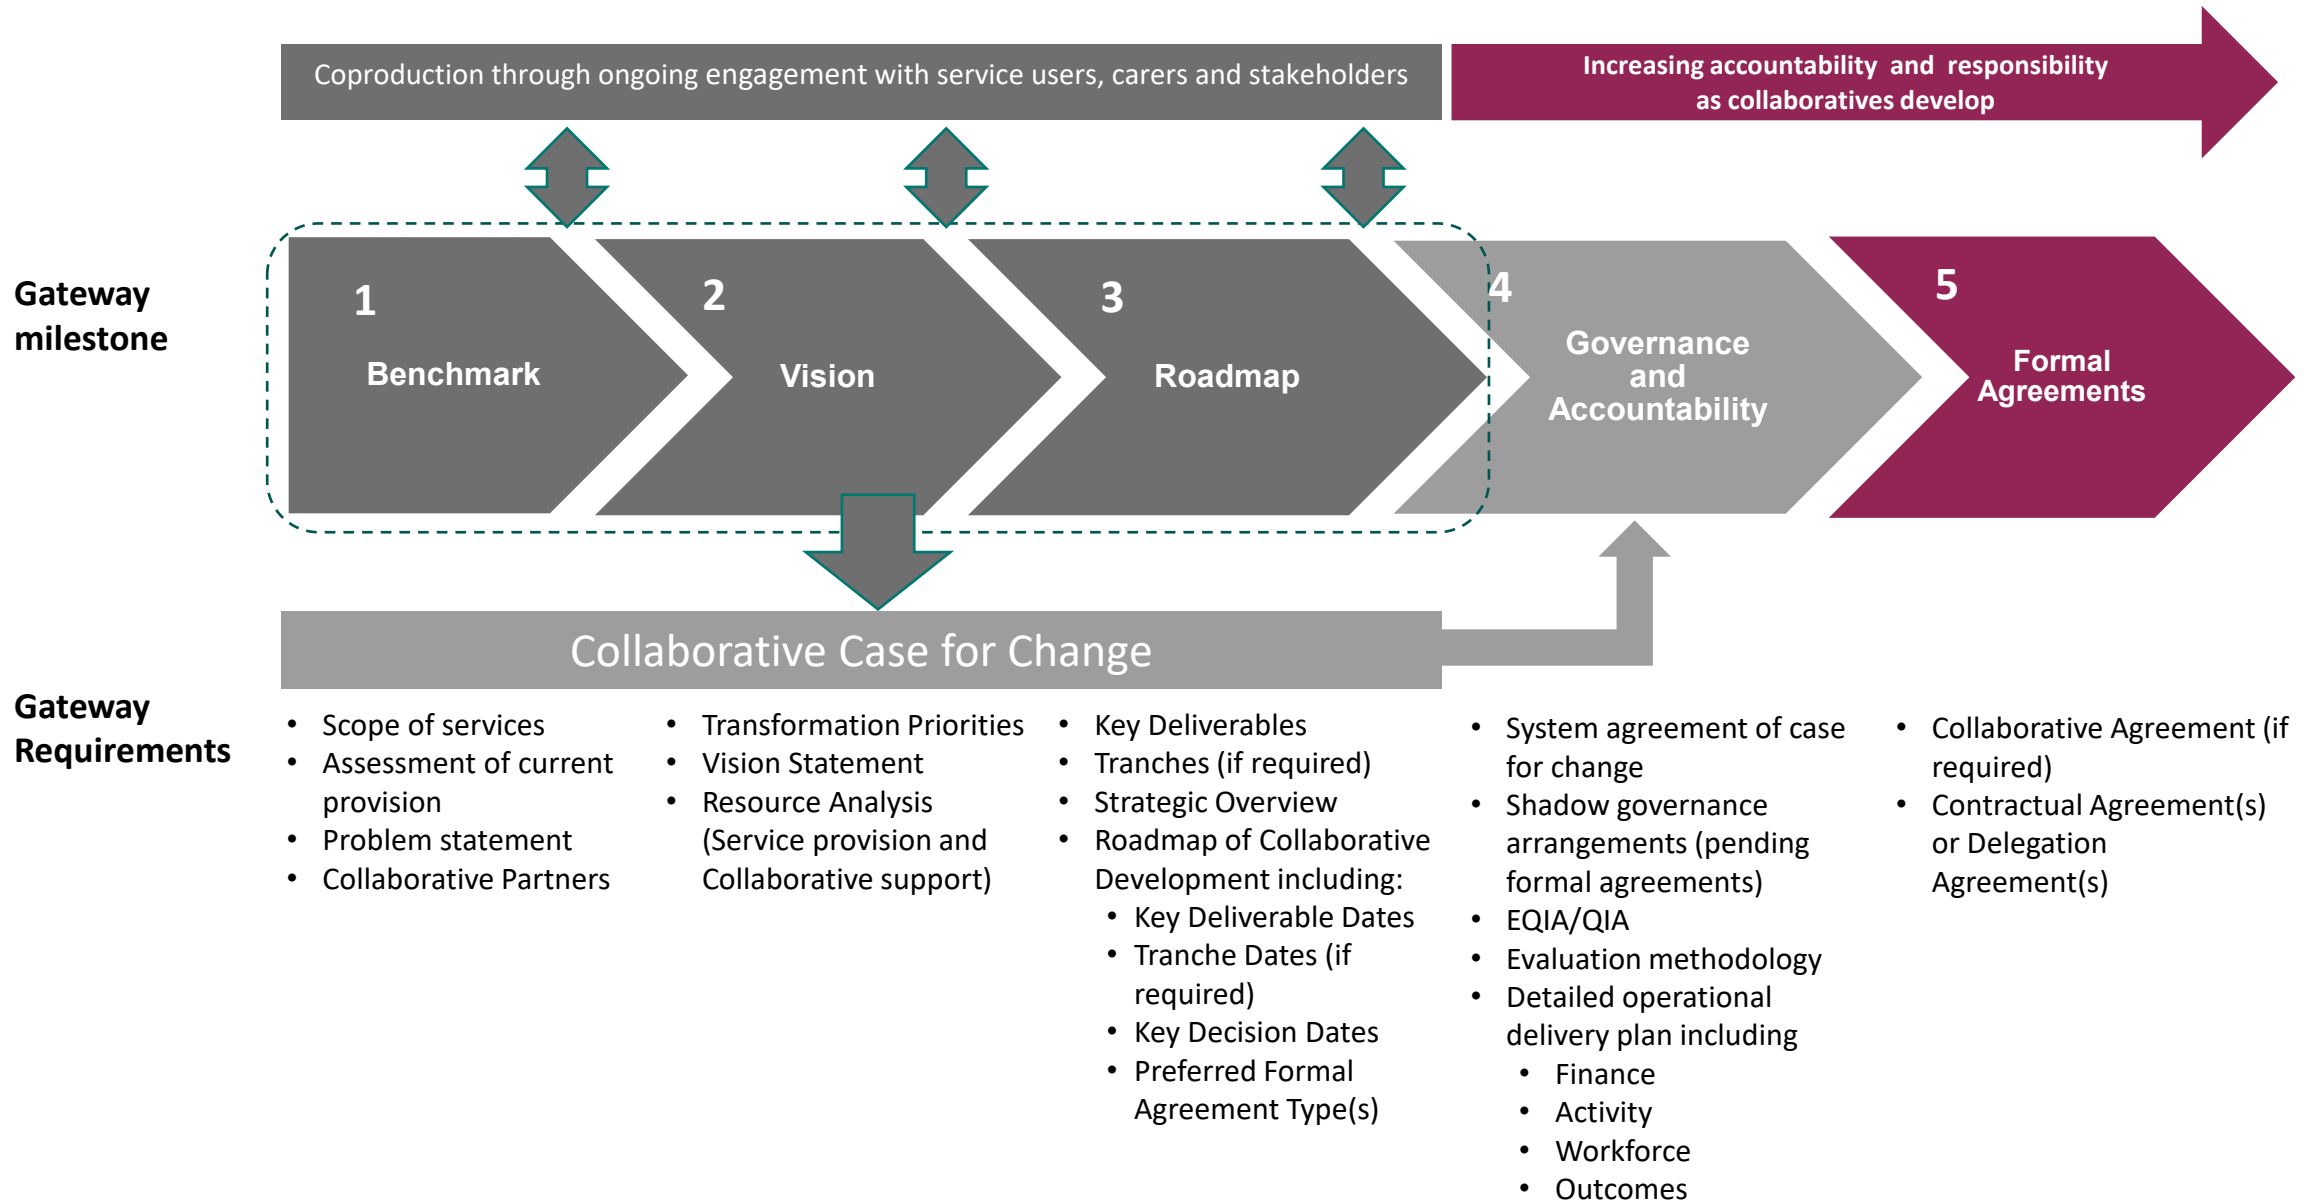 Coproduction through ongoing engagement with service users, carers and stakeholders
Increasing accountability and responsibility
as collaboratives develop
Gateway
milestone
1
Benchmark
2
Vision
3
Roadmap
4
Governance
and
Accountability
5
Formal
Agreements
Collaborative Case for Change
Gateway
Requirements
• Scope of services
• Assessment of current
provision
• Problem statement
• Collaborative Partners
• Transformation Priorities
• Vision Statement
• Resource Analysis
(Service provision and
Collaborative support)
• Key Deliverables
• Tranches (if required)
• Strategic Overview
• Roadmap of Collaborative
Development including:
• Key Deliverable Dates
• Tranche Dates (if
required)
• Key Decision Dates
• Preferred Formal
Agreement Type(s)
• System agreement of case
for change
• Shadow governance
arrangements (pending
formal agreements)
• EQIA/QIA
• Evaluation methodology
• Detailed operational
delivery plan including
• Finance
• Activity
• Workforce
• Outcomes
• Collaborative Agreement (if
required)
• Contractual Agreement(s)
or Delegation
Agreement(s)